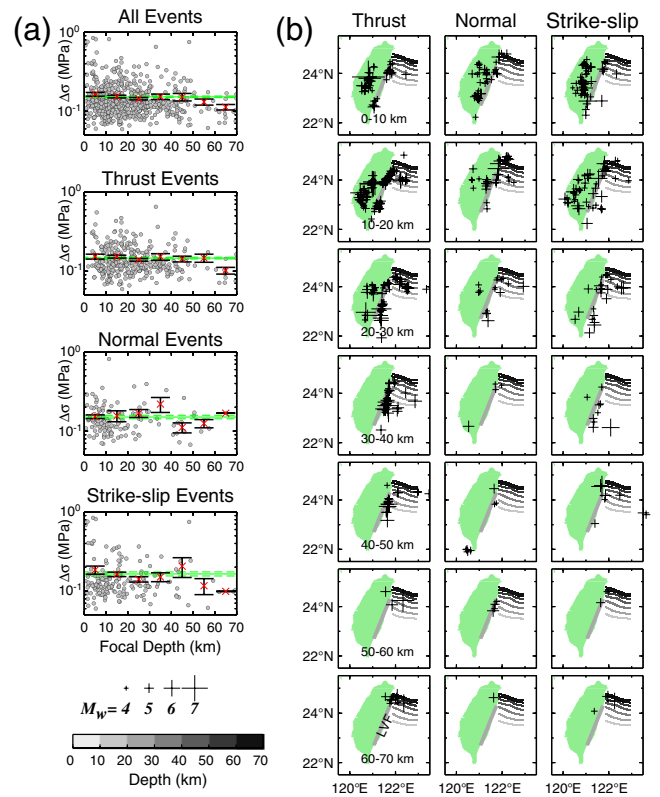 (a)
All Events
Δσ (MPa)
10⁰
10⁻¹
0 10 20 30 40 50 60 70
Thrust Events
Δσ (MPa)
10⁰
10⁻¹
0 10 20 30 40 50 60 70
Normal Events
Δσ (MPa)
10⁰
10⁻¹
0 10 20 30 40 50 60 70
Strike-slip Events
Δσ (MPa)
10⁰
10⁻¹
0 10 20 30 40 50 60 70
Focal Depth (km)
M_W= 4 5 6 7
0 10 20 30 40 50 60 70
Depth (km)
(b)
Thrust Normal Strike-slip
24°N
22°N
0-10 km
24°N
22°N
10-20 km
24°N
22°N
20-30 km
24°N
22°N
30-40 km
24°N
22°N
40-50 km
24°N
22°N
50-60 km
24°N
22°N
LVF
60-70 km
120°E 122°E 120°E 122°E 120°E 122°E